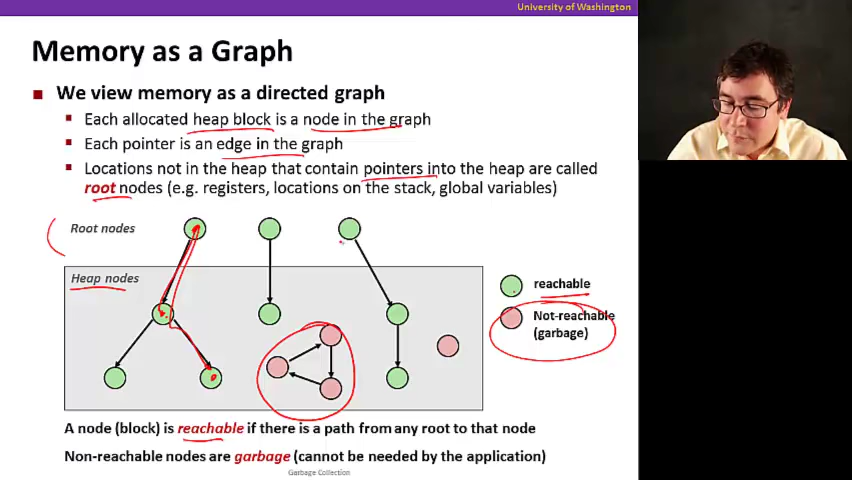 University of Washington
Memory as a Graph
We view memory as a directed graph
Each allocated heap block is a node in the graph
Each pointer is an edge in the graph
Locations not in the heap that contain pointers into the heap are called
root nodes (e.g. registers, locations on the stack, global variables)
Root nodes
Heap nodes
reachable
Not-reachable
(garbage)
A node (block) is reachable if there is a path from any root to that node
Non-reachable nodes are garbage (cannot be needed by the application)
Garbage Collection